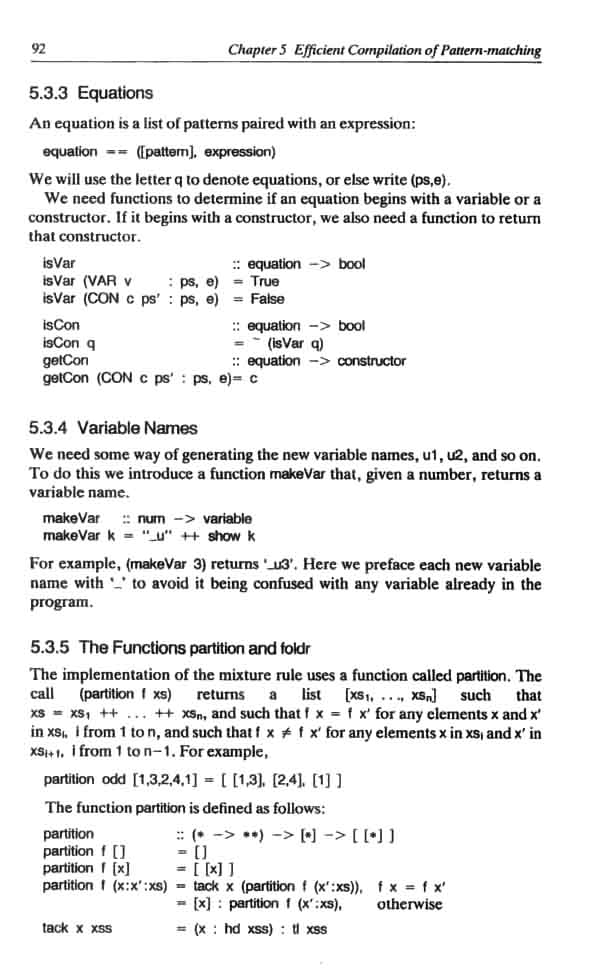 92 Chapter 5 Efficient Compilation of Pattern-matching
5.3.3 Equations
An equation is a list of patterns paired with an expression:
equation == ([pattern], expression)
We will use the letter q to denote equations, or else write (ps,e).
We need functions to determine if an equation begins with a variable or a
constructor. If it begins with a constructor, we also need a function to return
that constructor.
isVar :: equation -> bool
isVar (VAR v : ps, e) = True
isVar (CON c ps' : ps, e) = False
isCon :: equation -> bool
isCon q = ~ (isVar q)
getCon :: equation -> constructor
getCon (CON c ps' : ps, e)= c
5.3.4 Variable Names
We need some way of generating the new variable names, u1, u2, and so on.
To do this we introduce a function makeVar that, given a number, returns a
variable name.
makeVar :: num -> variable
makeVar k = "_u" ++ show k
For example, (makeVar 3) returns '_u3'. Here we preface each new variable
name with '_' to avoid it being confused with any variable already in the
program.
5.3.5 The Functions partition and foldr
The implementation of the mixture rule uses a function called partition. The
call (partition f xs) returns a list [xs₁, ..., xsₙ] such that
xs = xs₁ ++ ... ++ xsₙ, and such that f x = f x' for any elements x and x'
in xsᵢ, i from 1 to n, and such that f x ≠ f x' for any elements x in xsᵢ and x' in
xsᵢ₊₁, i from 1 to n-1. For example,
partition odd [1,3,2,4,1] = [ [1,3], [2,4], [1] ]
The function partition is defined as follows:
partition :: (* -> **) -> [*] -> [ [*] ]
partition f [] = []
partition f [x] = [ [x] ]
partition f (x:x':xs) = tack x (partition f (x':xs)), f x = f x'
= [x] : partition f (x':xs), otherwise
tack x xss = (x : hd xss) : tl xss